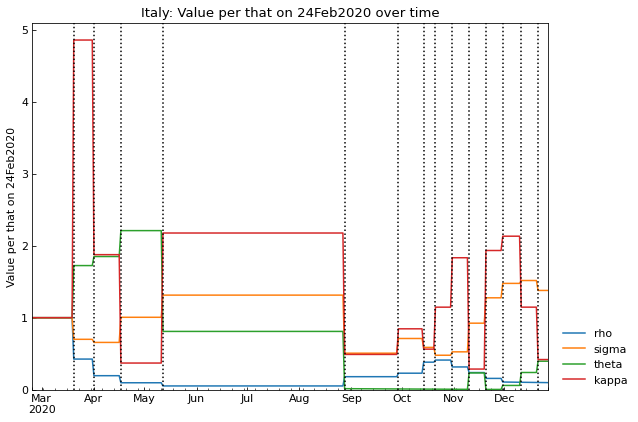 Italy: Value per that on 24Feb2020 over time
Value per that on 24Feb2020
5
4
3
2
1
0
Mar Apr May Jun Jul Aug Sep Oct Nov Dec
2020
rho
sigma
theta
kappa